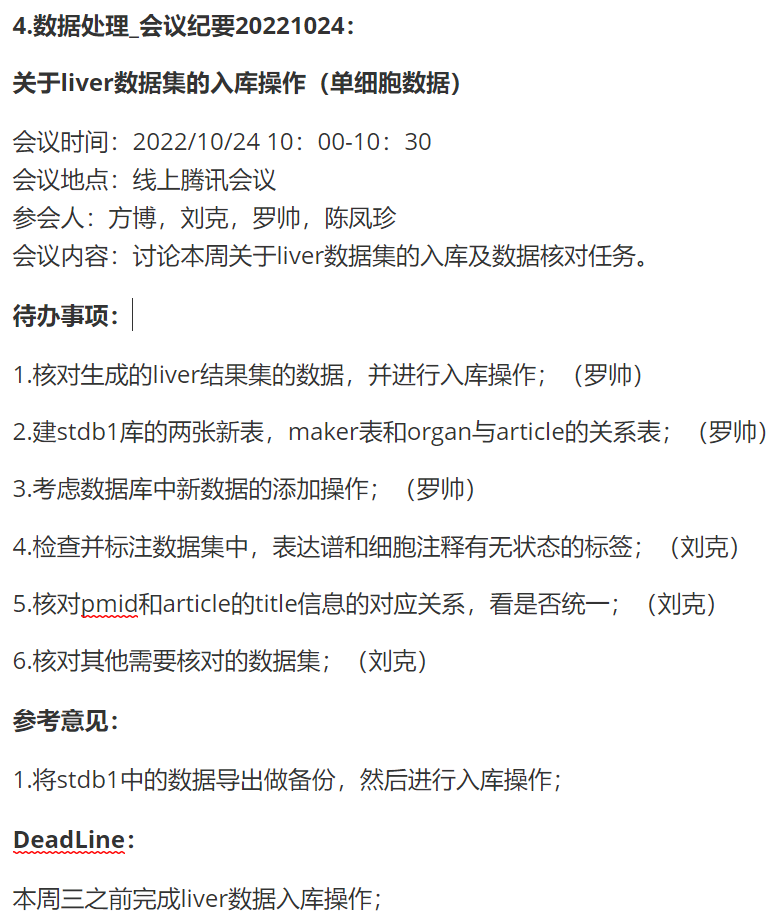 4.数据处理_会议纪要20221024：
关于liver数据集的入库操作（单细胞数据）
会议时间：2022/10/24 10：00-10：30
会议地点：线上腾讯会议
参会人：方博，刘克，罗帅，陈凤珍
会议内容：讨论本周关于liver数据集的入库及数据核对任务。
待办事项：
1.核对生成的liver结果集的数据，并进行入库操作；（罗帅）
2.建stdb1库的两张新表，maker表和organ与article的关系表；（罗帅）
3.考虑数据库中新数据的添加操作；（罗帅）
4.检查并标注数据集中，表达谱和细胞注释有无状态的标签；（刘克）
5.核对pmid和article的title信息的对应关系，看是否统一；（刘克）
6.核对其他需要核对的数据集；（刘克）
参考意见：
1.将stdb1中的数据导出做备份，然后进行入库操作；
DeadLine：
本周三之前完成liver数据入库操作；